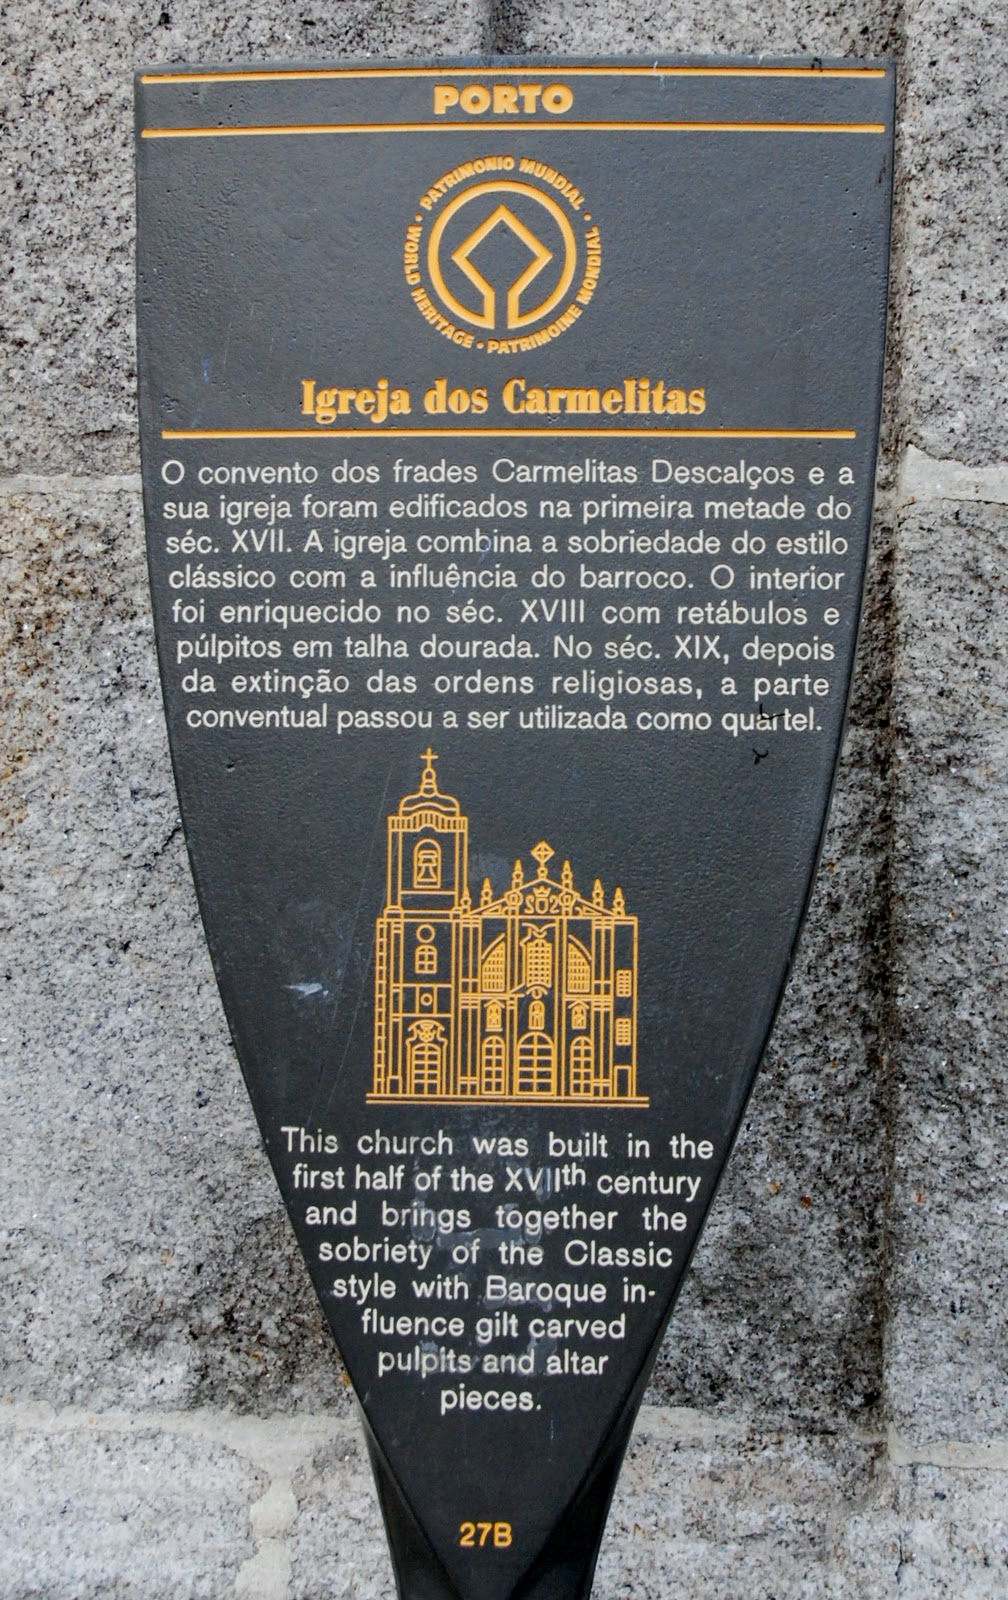 PORTO
PATRIMONIO MUNDIAL • WORLD HERITAGE • PATRIMOINE MONDIAL •
Igreja dos Carmelitas
O convento dos frades Carmelitas Descalços e a
sua igreja foram edificados na primeira metade do
séc. XVII. A igreja combina a sobriedade do estilo
clássico com a influência do barroco. O interior
foi enriquecido no séc. XVIII com retábulos e
púlpitos em talha dourada. No séc. XIX, depois
da extinção das ordens religiosas, a parte
conventual passou a ser utilizada como quartel.
This church was built in the
first half of the XVIIth century
and brings together the
sobriety of the Classic
style with Baroque in-
fluence gilt carved
pulpits and altar
pieces.
27B